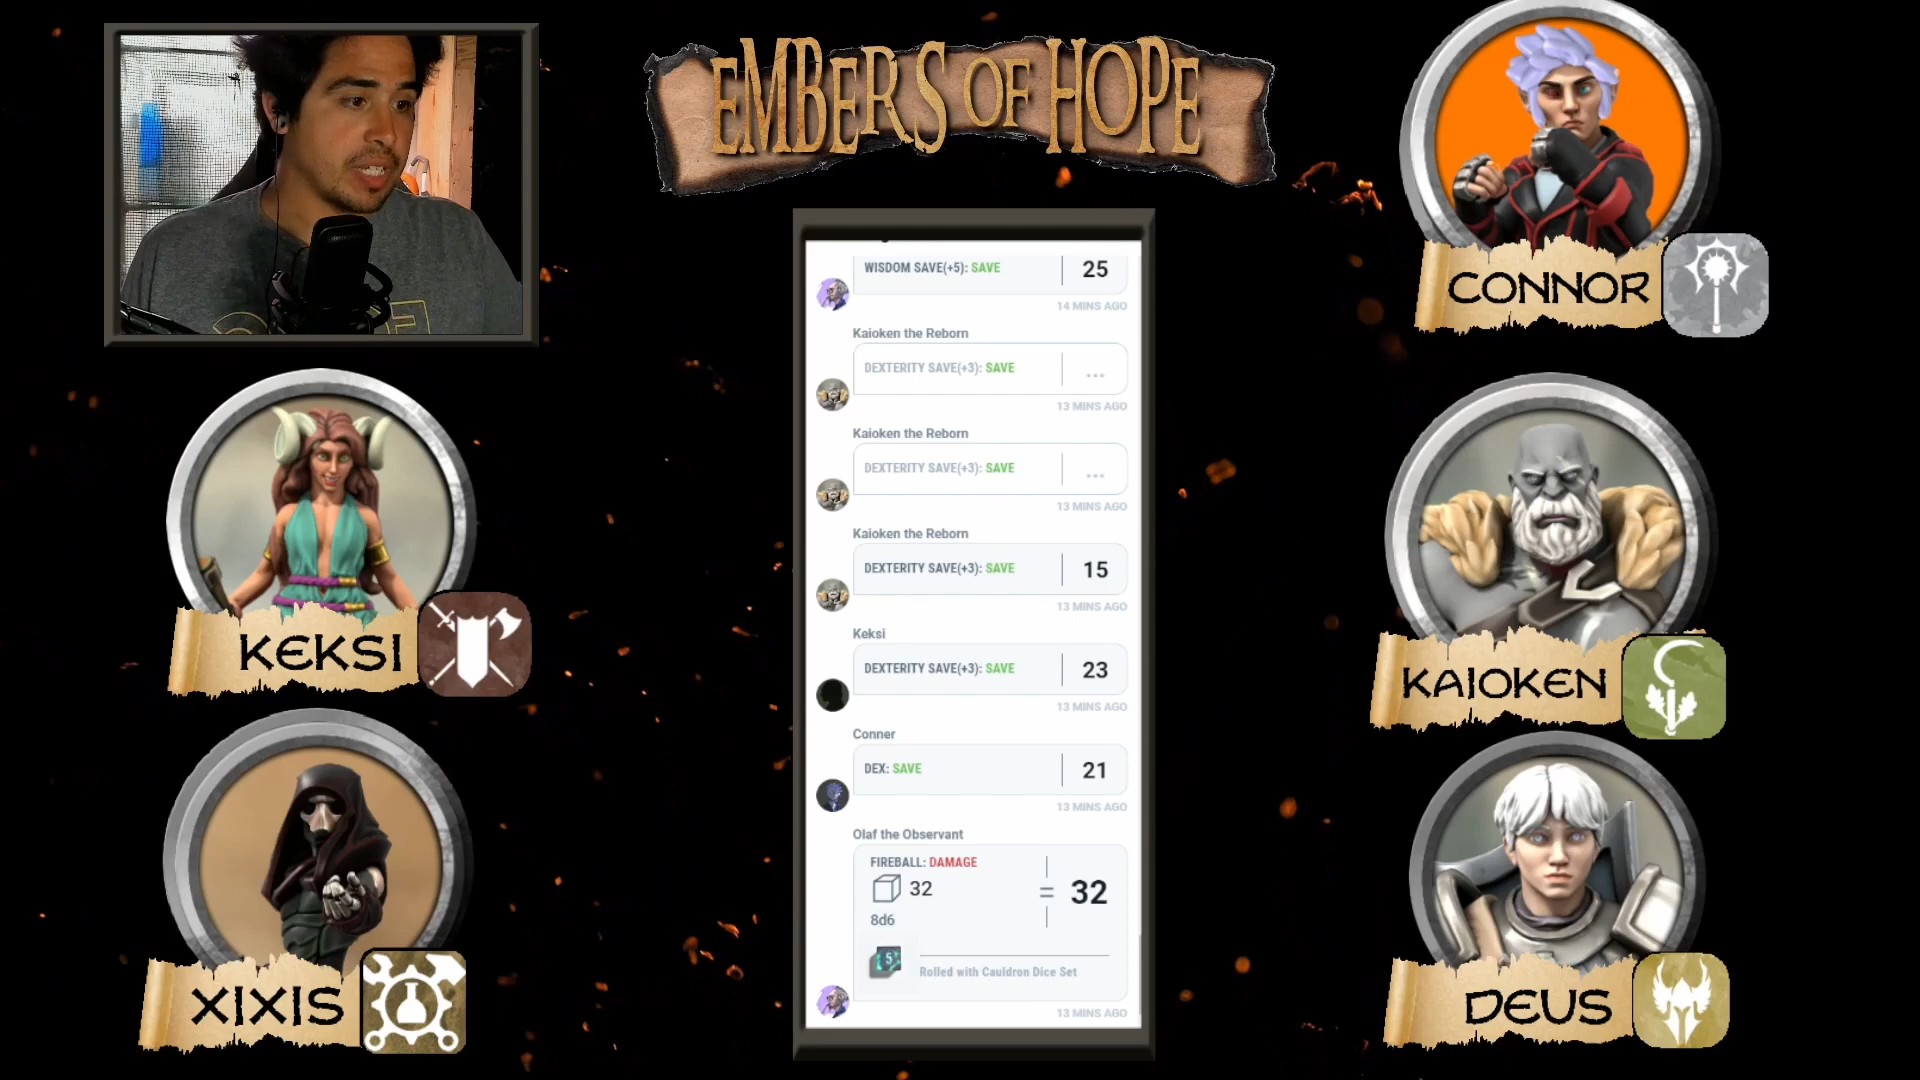 EMBERS OF HOPE
WISDOM SAVE(+5): SAVE
25
14 MINS AGO
Kaioken the Reborn
DEXTERITY SAVE(+3): SAVE
...
13 MINS AGO
Kaioken the Reborn
DEXTERITY SAVE(+3): SAVE
...
13 MINS AGO
Kaioken the Reborn
DEXTERITY SAVE(+3): SAVE
15
13 MINS AGO
Keksi
DEXTERITY SAVE(+3): SAVE
23
13 MINS AGO
Conner
DEX: SAVE
21
13 MINS AGO
Olaf the Observant
FIREBALL: DAMAGE
32
= 32
8d6
5
Rolled with Cauldron Dice Set
13 MINS AGO
KEKSI
XIXIS
CONNOR
KAIOKEN
DEUS